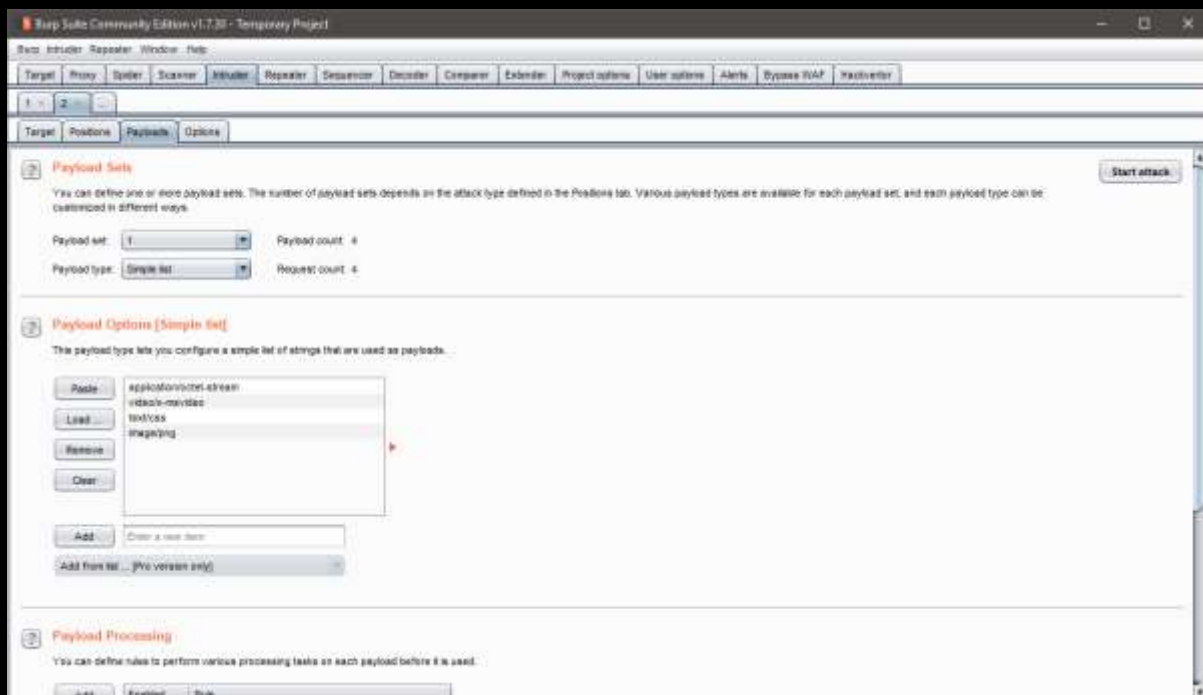 Burp Suite Community Edition v1.7.30 - Temporary Project
Burp Intruder Repeater Window Help
Target Proxy Spider Scanner Intruder Repeater Sequencer Decoder Comparer Extender Project options User options Alerts Bypass WAF Hackvertor
1 × 2 × ...
Target Positions Payloads Options
? Payload Sets
Start attack
You can define one or more payload sets. The number of payload sets depends on the attack type defined in the Positions tab. Various payload types are available for each payload set, and each payload type can be
customized in different ways.
Payload set: 1 Payload count: 4
Payload type: Simple list Request count: 4
? Payload Options [Simple list]
This payload type lets you configure a simple list of strings that are used as payloads.
Paste
application/octet-stream
video/x-msvideo
Load ...
text/css
image/png
Remove
Clear
Add Enter a new item
Add from list ... [Pro version only]
? Payload Processing
You can define rules to perform various processing tasks on each payload before it is used.
Add Enabled Rule